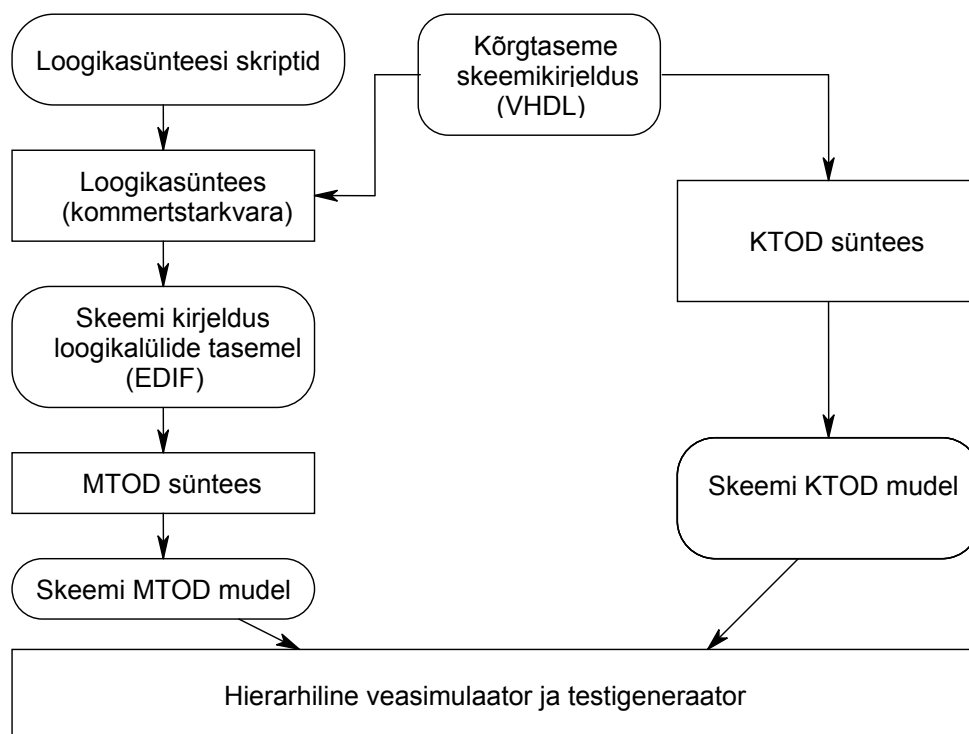 Loogikasünteesi skriptid
Kõrgtaseme
skeemikirjeldus
(VHDL)
Loogikasüntees
(kommertstarkvara)
KTOD süntees
Skeemi kirjeldus
loogikalülide tasemel
(EDIF)
MTOD süntees
Skeemi KTOD mudel
Skeemi MTOD mudel
Hierarhiline veasimulaator ja testigeneraator